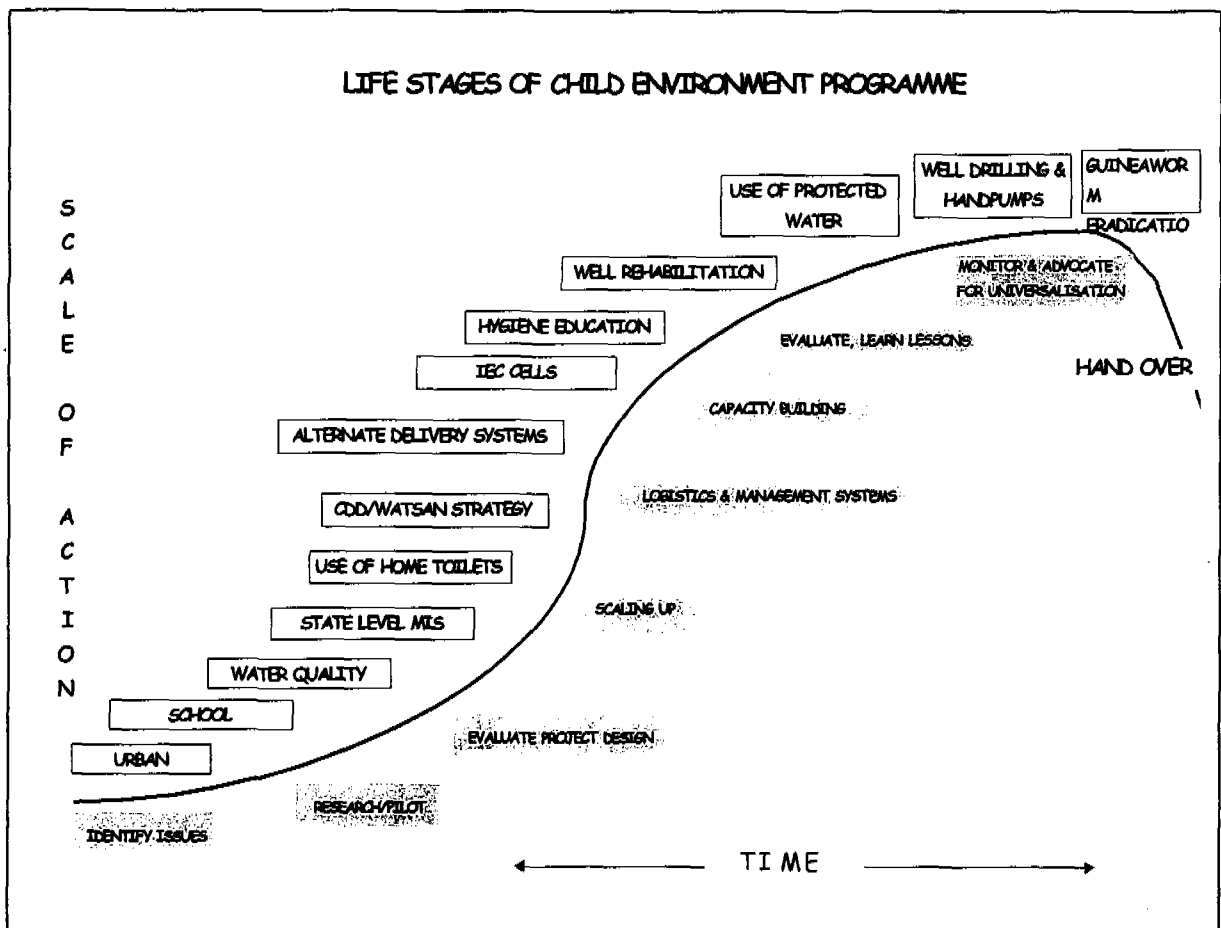 LIFE STAGES OF CHILD ENVIRONMENT PROGRAMME
SCALE OF ACTION
WELL DRILLING &
HANDPUMPS
GUINEAWOR
M
ERADICATIO
USE OF PROTECTED
WATER
WELL REHABILITATION
MONITOR & ADVOCATE
FOR UNIVERSALISATION
HYGIENE EDUCATION
EVALUATE, LEARN LESSONS
IEC CELLS
HAND OVER
CAPACITY BUILDING
ALTERNATE DELIVERY SYSTEMS
LOGISTICS & MANAGEMENT SYSTEMS
CDD/WATSAN STRATEGY
USE OF HOME TOILETS
SCALING UP
STATE LEVEL MIS
WATER QUALITY
SCHOOL
EVALUATE PROJECT DESIGN
URBAN
RESEARCH/PILOT
IDENTIFY ISSUES
TIME